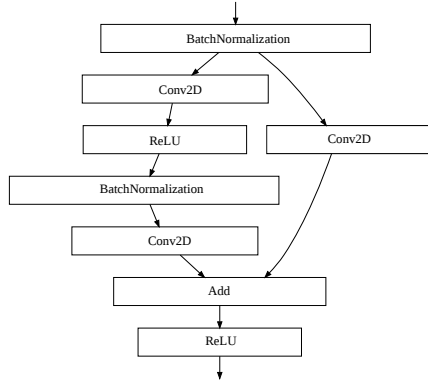 BatchNormalization
Conv2D
ReLU
Conv2D
BatchNormalization
Conv2D
Add
ReLU